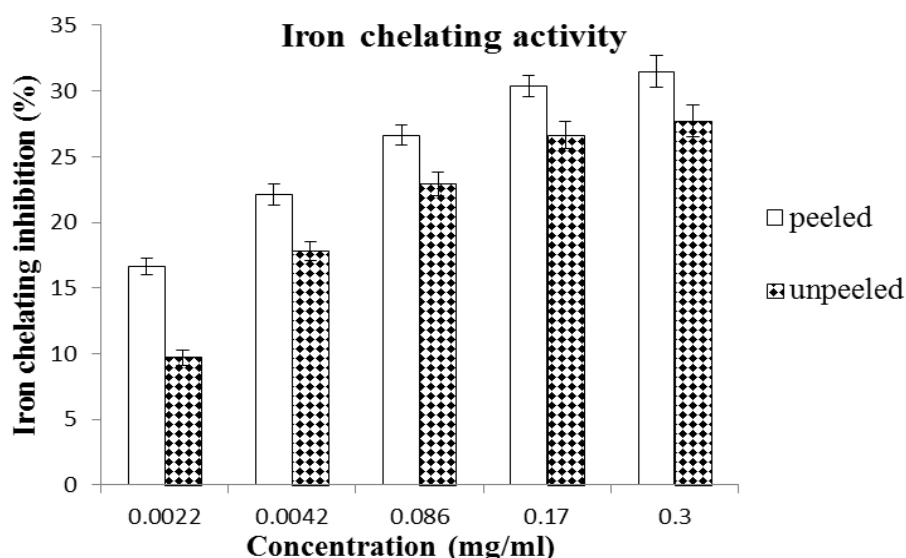 Iron chelating activity
Iron chelating inhibition (%)
35
30
25
20
15
10
5
0
0.0022 0.0042 0.086 0.17 0.3
Concentration (mg/ml)
peeled
unpeeled